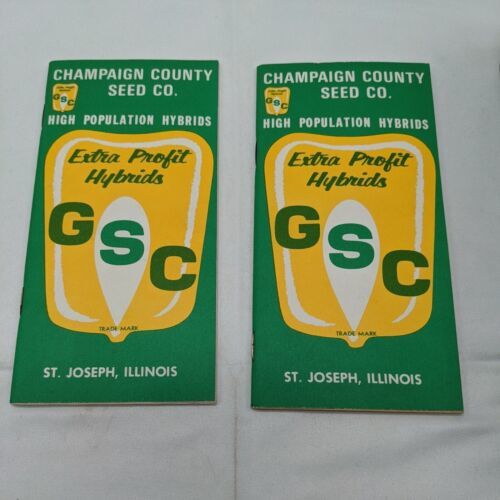 CHAMPAIGN COUNTY
SEED CO.
GSC
HIGH POPULATION HYBRIDS
Extra Profit
Hybrids
GSC
TRADE MARK
ST. JOSEPH, ILLINOIS
CHAMPAIGN COUNTY
SEED CO.
GSC
HIGH POPULATION HYBRIDS
Extra Profit
Hybrids
GSC
TRADE MARK
ST. JOSEPH, ILLINOIS